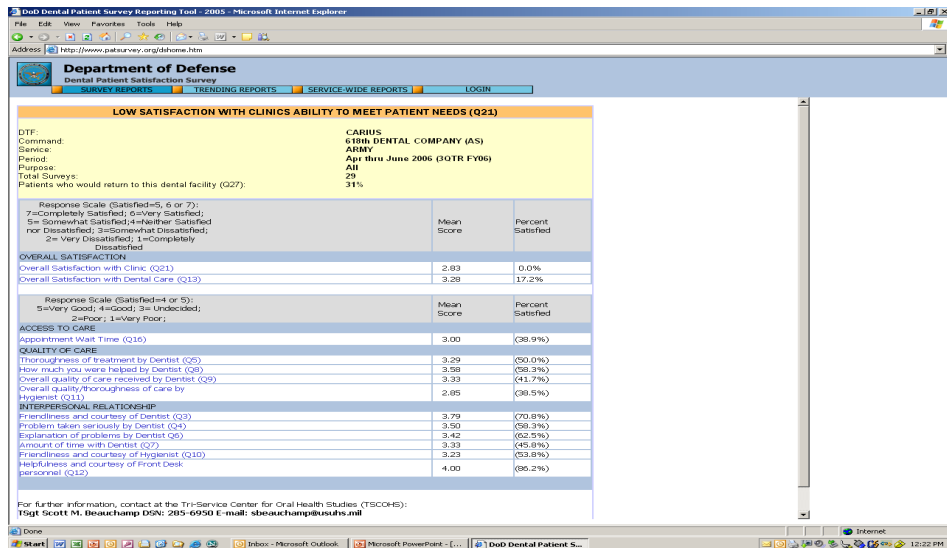 DoD Dental Patient Survey Reporting Tool - 2005 - Microsoft Internet Explorer
File Edit View Favorites Tools Help
Address http://www.patsurvey.org/dshome.htm
Department of Defense
Dental Patient Satisfaction Survey
SURVEY REPORTS TRENDING REPORTS SERVICE-WIDE REPORTS LOGIN
LOW SATISFACTION WITH CLINICS ABILITY TO MEET PATIENT NEEDS (Q21)
DTF: CARIUS
Command: 618th DENTAL COMPANY (AS)
Service: ARMY
Period: Apr thru June 2006 (3QTR FY06)
Purpose: All
Total Surveys: 29
Patients who would return to this dental facility (Q27): 31%
Response Scale (Satisfied=5, 6 or 7):
7=Completely Satisfied; 6=Very Satisfied;
5= Somewhat Satisfied;4=Neither Satisfied
nor Dissatisfied; 3=Somewhat Dissatisfied;
2= Very Dissatisfied; 1=Completely
Dissatisfied
Mean Score Percent Satisfied
OVERALL SATISFACTION
Overall Satisfaction with Clinic (Q21) 2.83 0.0%
Overall Satisfaction with Dental Care (Q13) 3.28 17.2%
Response Scale (Satisfied=4 or 5):
5=Very Good; 4=Good; 3= Undecided;
2=Poor; 1=Very Poor;
Mean Score Percent Satisfied
ACCESS TO CARE
Appointment Wait Time (Q16) 3.00 (38.9%)
QUALITY OF CARE
Thoroughness of treatment by Dentist (Q5) 3.29 (50.0%)
How much you were helped by Dentist (Q8) 3.58 (58.3%)
Overall quality of care received by Dentist (Q9) 3.33 (41.7%)
Overall quality/thoroughness of care by
Hygienist (Q11) 2.85 (38.5%)
INTERPERSONAL RELATIONSHIP
Friendliness and courtesy of Dentist (Q3) 3.79 (70.8%)
Problem taken seriously by Dentist (Q4) 3.50 (58.3%)
Explanation of problems by Dentist Q6) 3.42 (62.5%)
Amount of time with Dentist (Q7) 3.33 (45.8%)
Friendliness and courtesy of Hygienist (Q10) 3.23 (53.8%)
Helpfulness and courtesy of Front Desk
personnel (Q12) 4.00 (86.2%)
For further information, contact at the Tri-Service Center for Oral Health Studies (TSCOHS):
TSgt Scott M. Beauchamp DSN: 285-6950 E-mail: sbeauchamp@usuhs.mil
Done Internet
Start Inbox - Microsoft Outlook Microsoft PowerPoint - [... DoD Dental Patient S... 12:22 PM